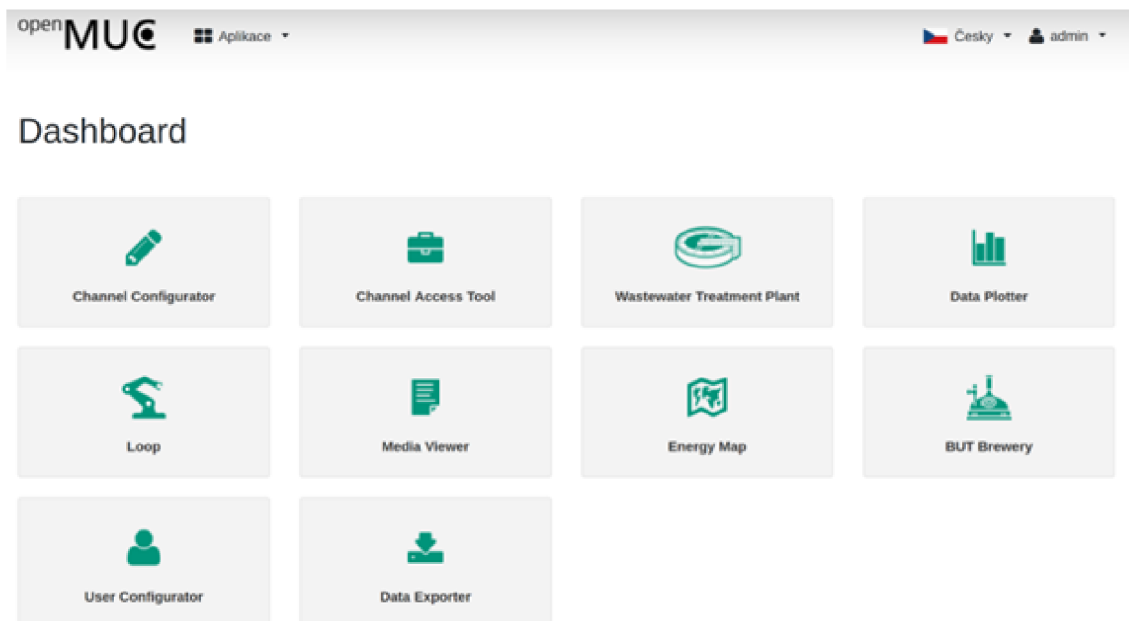 openMUC Aplikace Česky admin
Dashboard
Channel Configurator Channel Access Tool Wastewater Treatment Plant Data Plotter
Loop Media Viewer Energy Map BUT Brewery
User Configurator Data Exporter